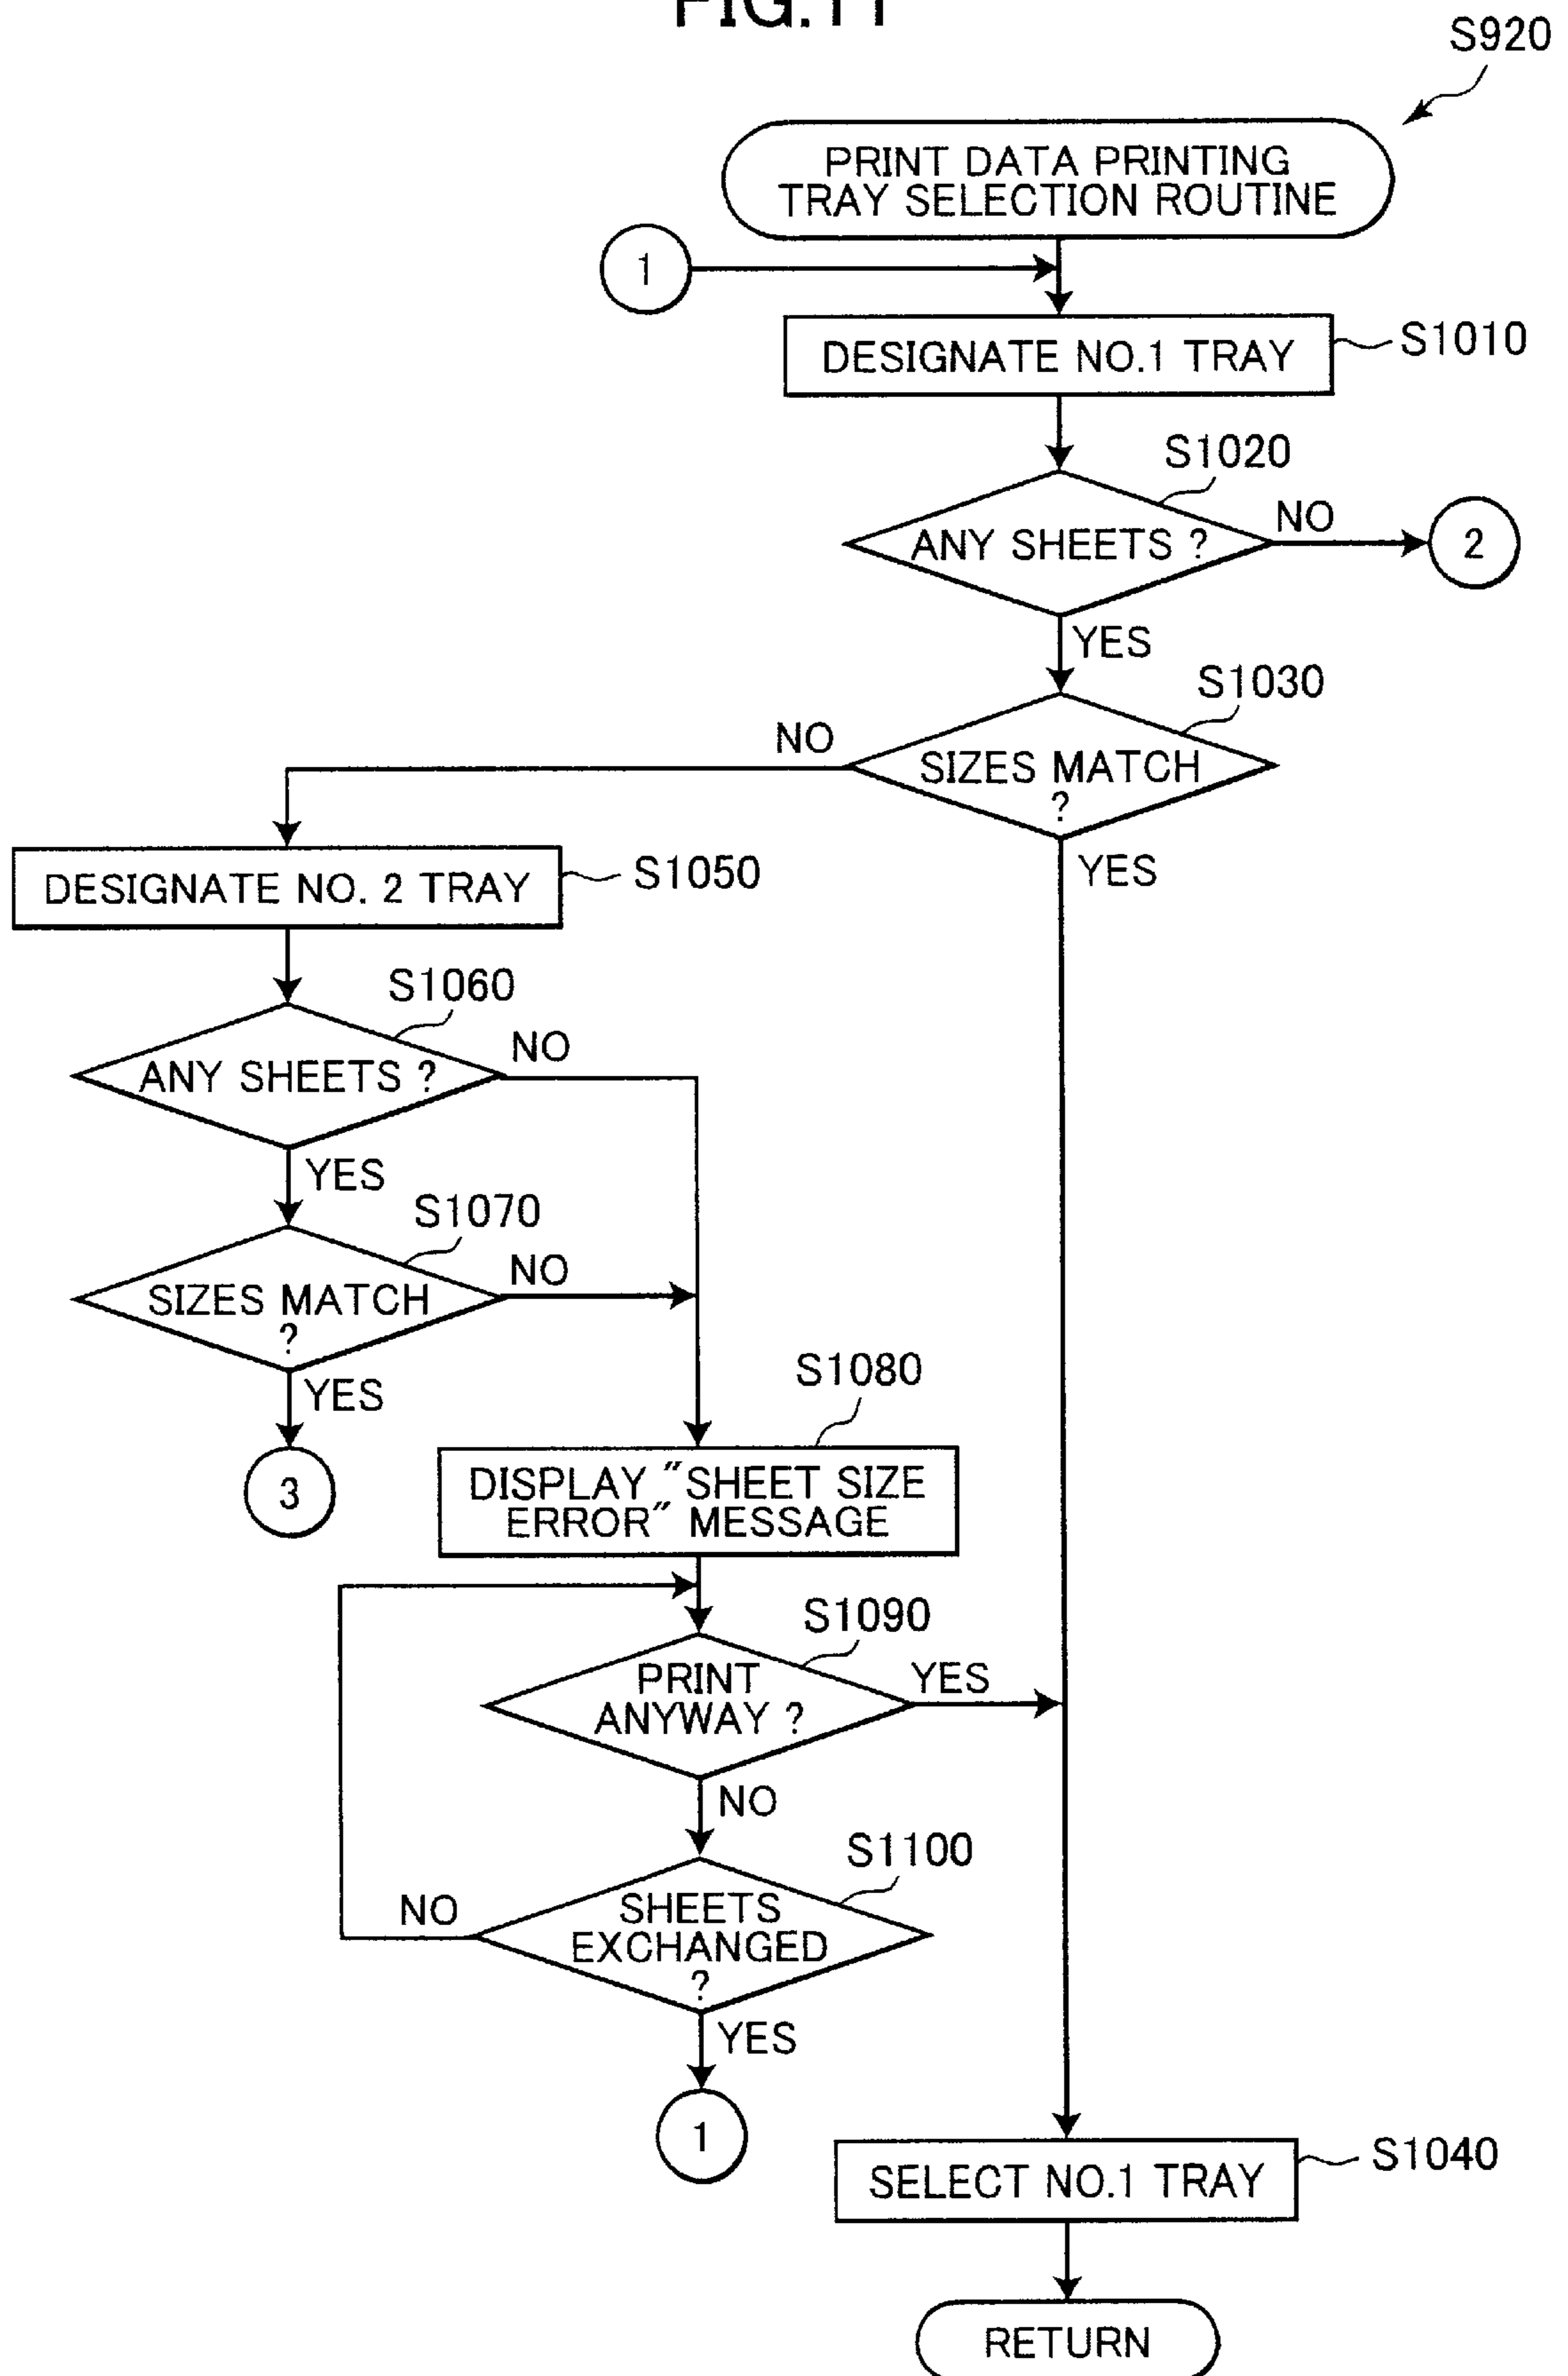 FIG.11
S920
PRINT DATA PRINTING
TRAY SELECTION ROUTINE
1
DESIGNATE NO.1 TRAY
S1010
S1020
ANY SHEETS ?
NO
2
YES
S1030
NO
SIZES MATCH
?
YES
DESIGNATE NO. 2 TRAY
S1050
S1060
ANY SHEETS ?
NO
YES
S1070
SIZES MATCH
?
NO
YES
3
S1080
DISPLAY "SHEET SIZE
ERROR" MESSAGE
S1090
PRINT
ANYWAY ?
YES
NO
S1100
SHEETS
EXCHANGED
?
NO
YES
1
SELECT NO.1 TRAY
S1040
RETURN